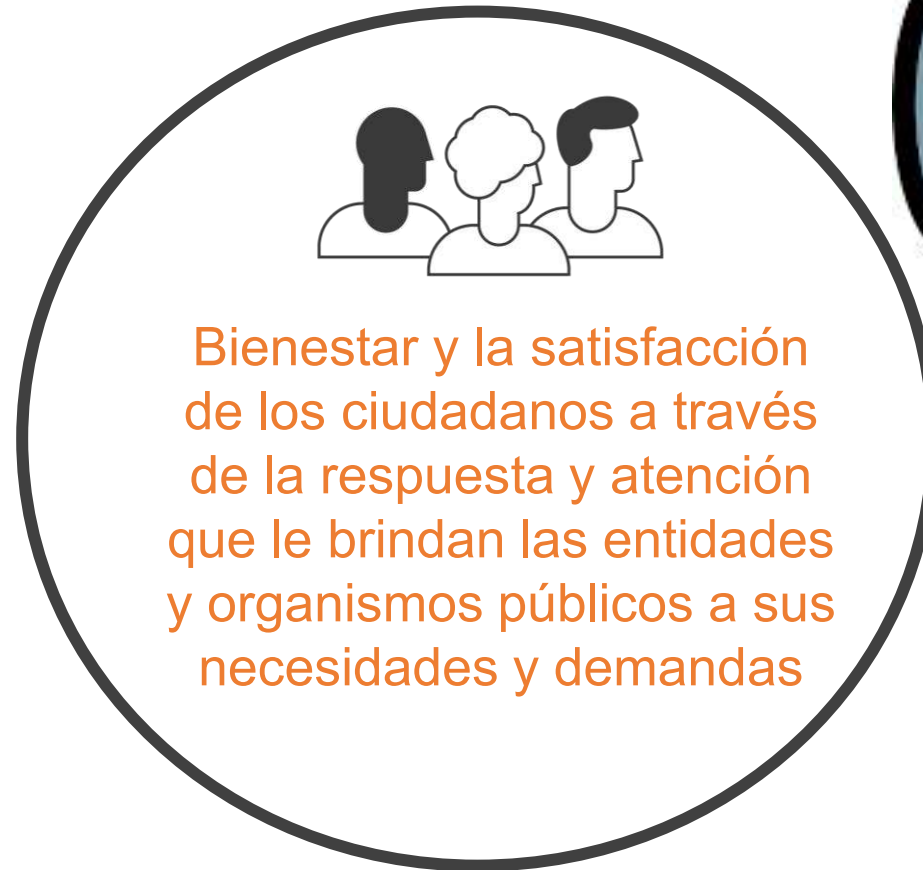 Bienestar y la satisfacción
de los ciudadanos a través
de la respuesta y atención
que le brindan las entidades
y organismos públicos a sus
necesidades y demandas